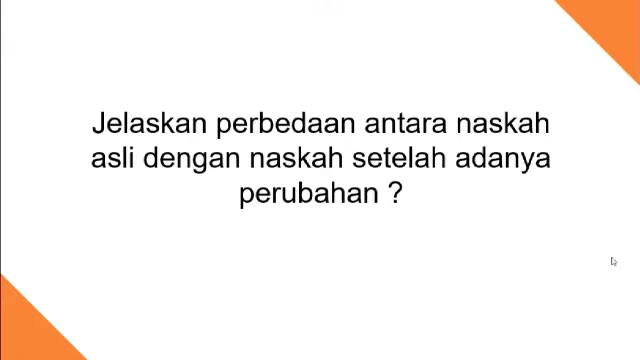 Jelaskan perbedaan antara naskah
asli dengan naskah setelah adanya
perubahan ?